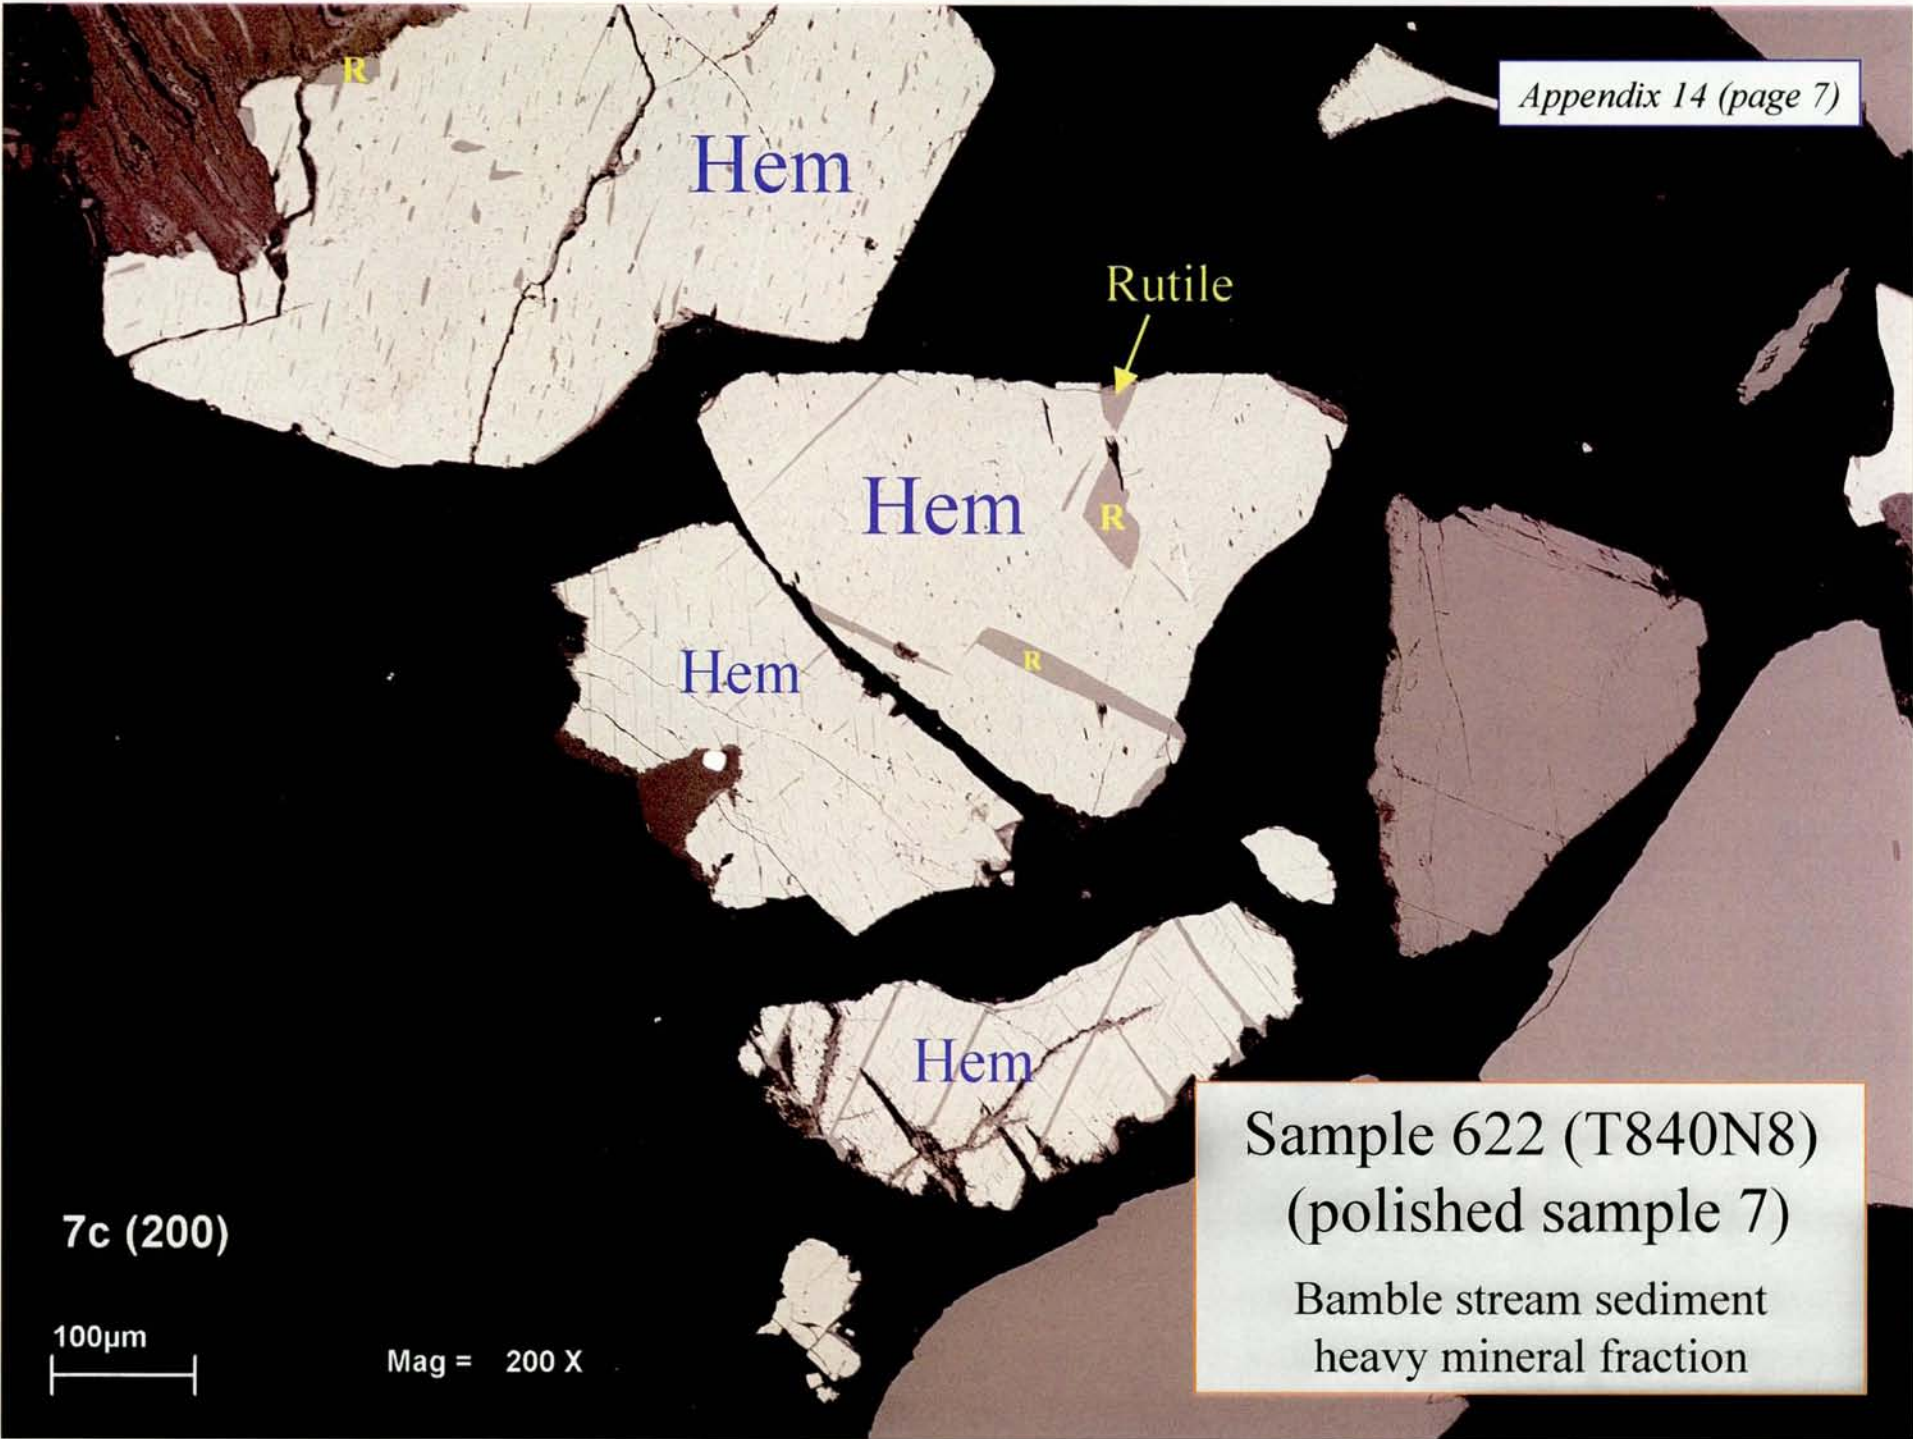 R
Appendix 14 (page 7)
Hem
Rutile
Hem
R
Hem
R
Hem
Sample 622 (T840N8)
(polished sample 7)
Bamble stream sediment
heavy mineral fraction
7c (200)
100µm
Mag = 200 X